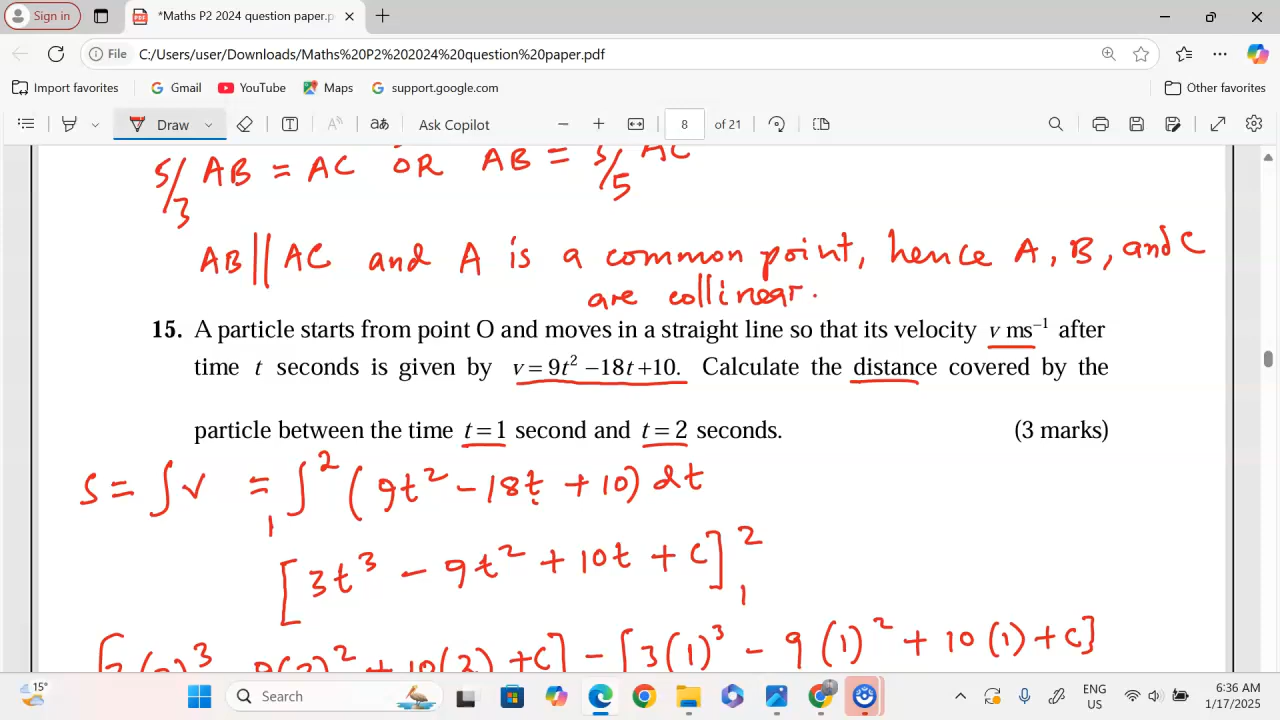 Sign in
*Maths P2 2024 question paper.p
File C:/Users/user/Downloads/Maths%20P2%202024%20question%20paper.pdf
Import favorites Gmail YouTube Maps support.google.com Other favorites
Draw Ask Copilot 8 of 21
5/3 AB = AC OR AB = 5/5 AC
AB || AC and A is a common point, hence A, B, and C
are collinear.
15. A particle starts from point O and moves in a straight line so that its velocity v ms⁻¹ after
time t seconds is given by v = 9t² −18t +10. Calculate the distance covered by the
particle between the time t = 1 second and t = 2 seconds. (3 marks)
S = ∫v = ∫₁² (9t² − 18t + 10) dt
[3t³ − 9t² + 10t + c]₁²
+ 10(2) + c] − [3(1)³ − 9(1)² + 10(1) + c]
15°
Search
ENG
US
6:36 AM
1/17/2025